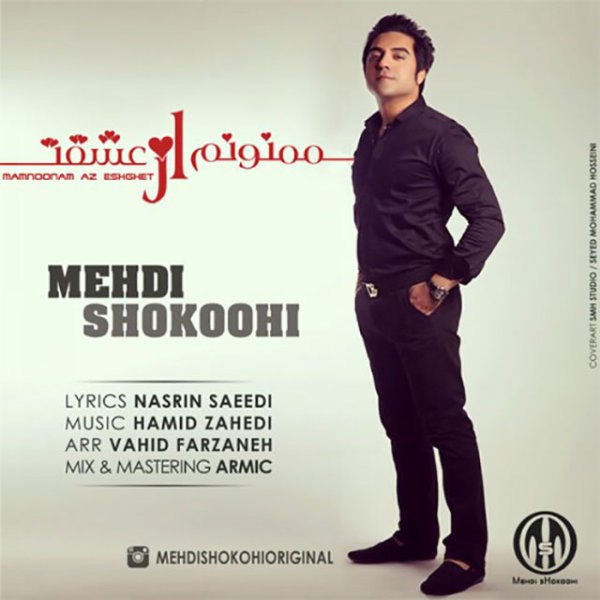 ممنونم از عشقت
MAMNOONAM AZ ESHGHET
MEHDI
SHOKOOHI
LYRICS NASRIN SAEEDI
MUSIC HAMID ZAHEDI
ARR VAHID FARZANEH
MIX & MASTERING ARMIC
MEHDISHOKOHIORIGINAL
COVERART SMH STUDIO / SEYED MOHAMMAD HOSSEINI
S
MEHDI SHOKOOHI